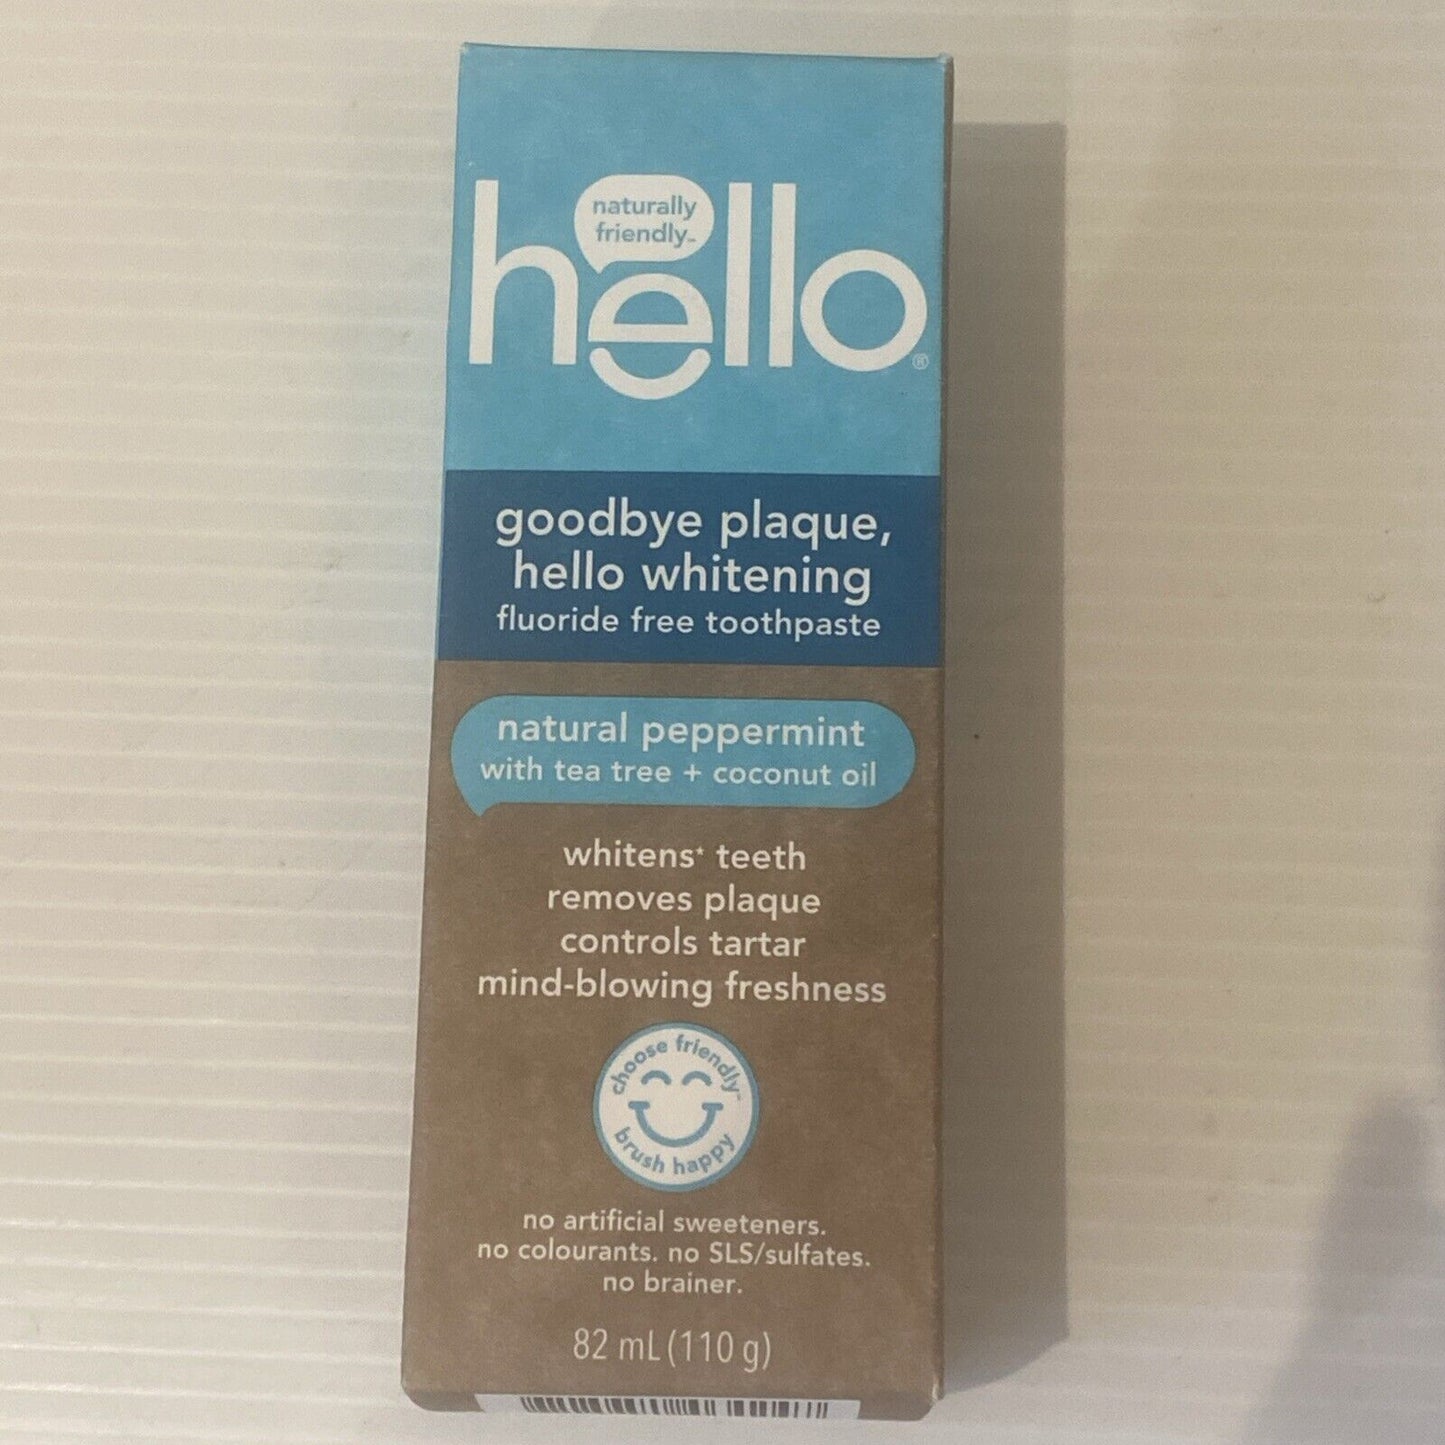 naturally
friendly™
hello®
goodbye plaque,
hello whitening
fluoride free toothpaste
natural peppermint
with tea tree + coconut oil
whitens* teeth
removes plaque
controls tartar
mind-blowing freshness
choose friendly™
brush happy
no artificial sweeteners.
no colourants. no SLS/sulfates.
no brainer.
82 mL (110 g)